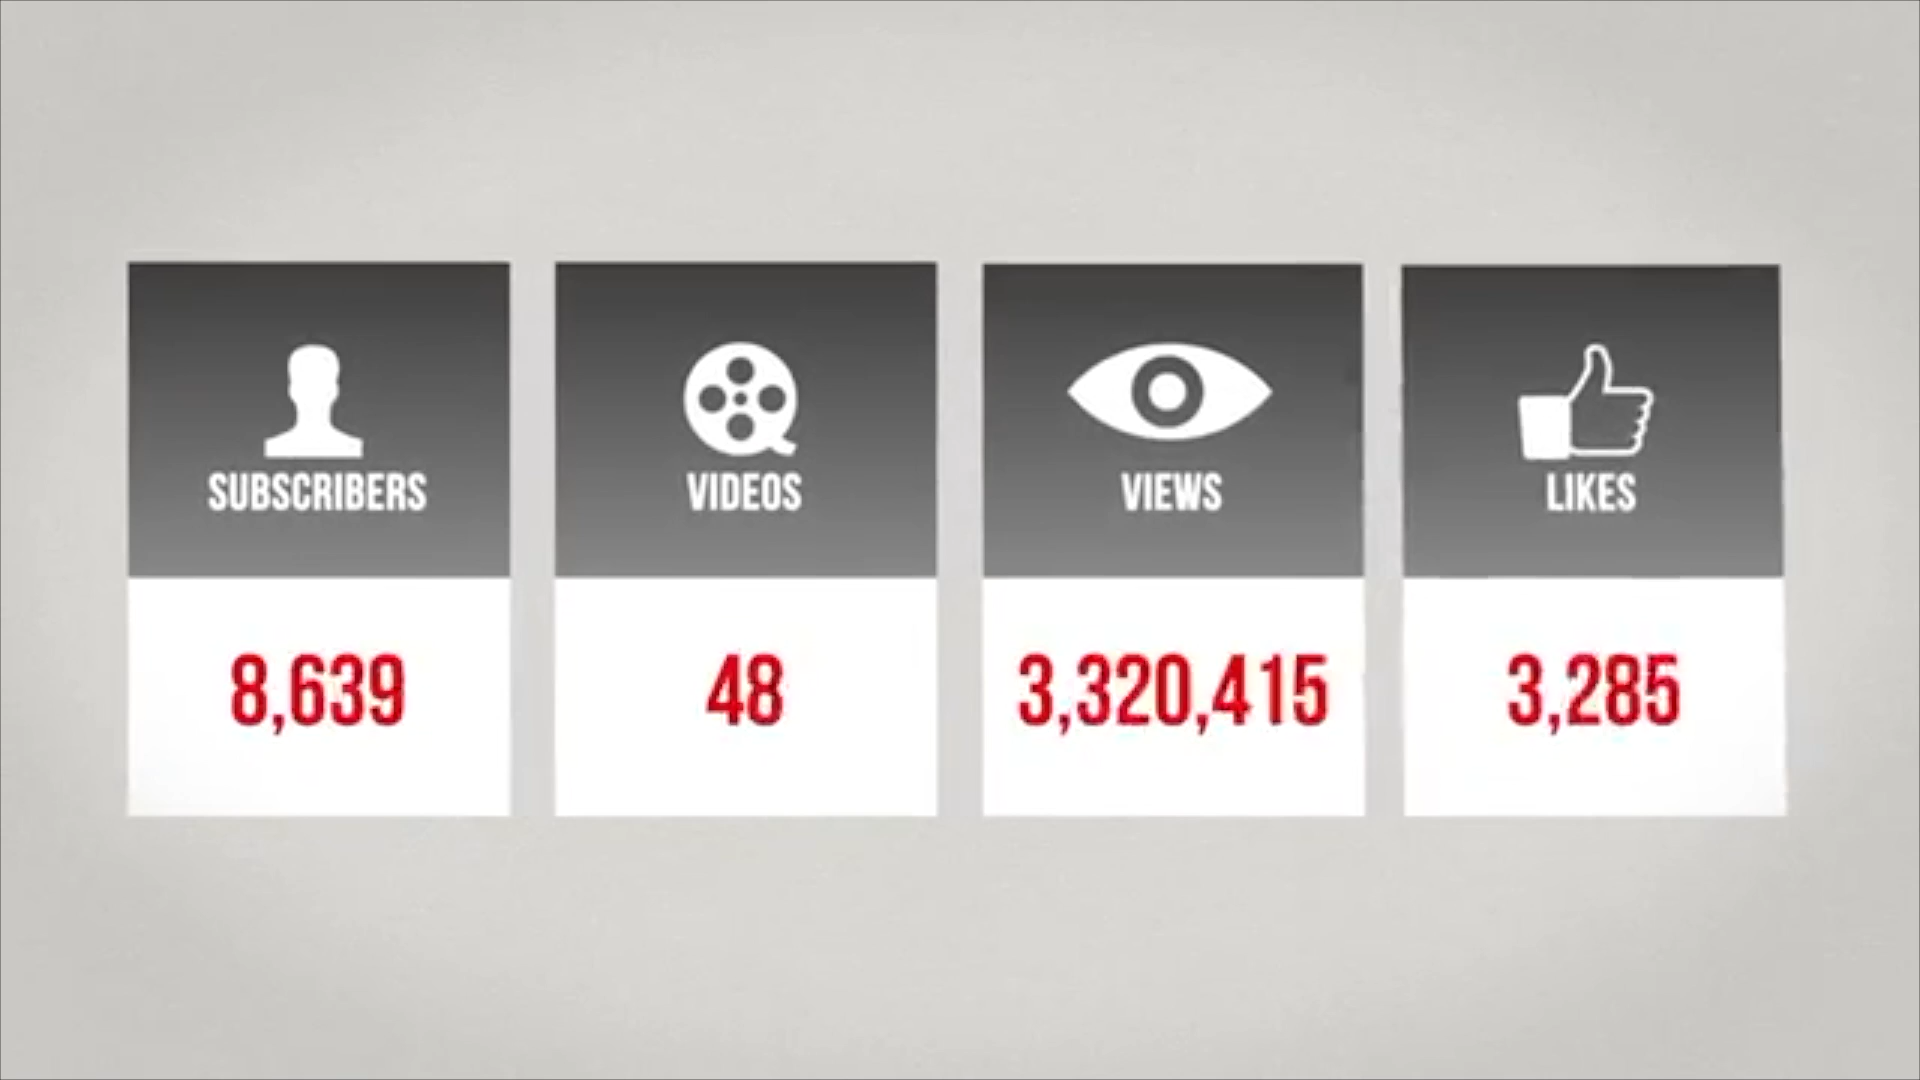 SUBSCRIBERS
8,639
VIDEOS
48
VIEWS
3,320,415
LIKES
3,285